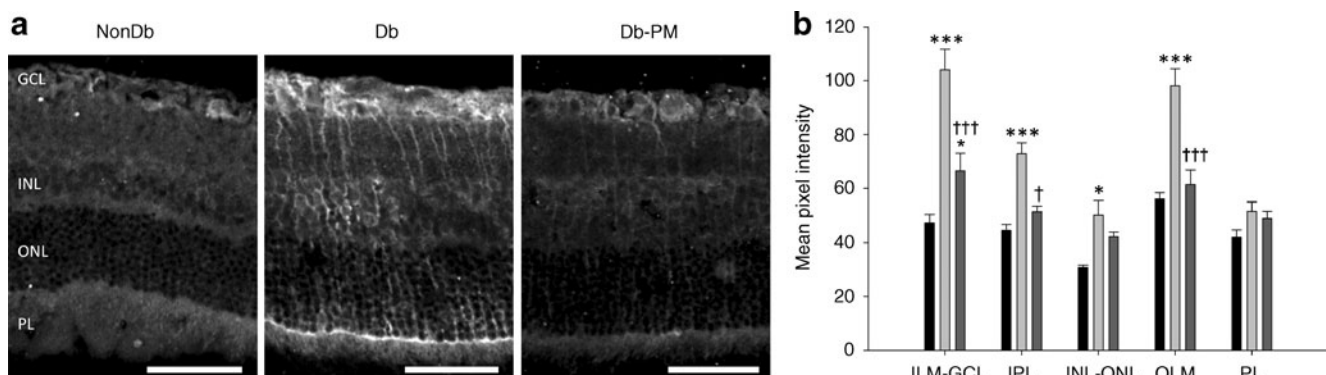 a
NonDb
Db
Db-PM
GCL
INL
ONL
PL
b
Mean pixel intensity
120
100
80
60
40
20
0
***
†††
*
***
†
*
***
†††
ILM-GCL
IPL
INL-ONL
OLM
PL